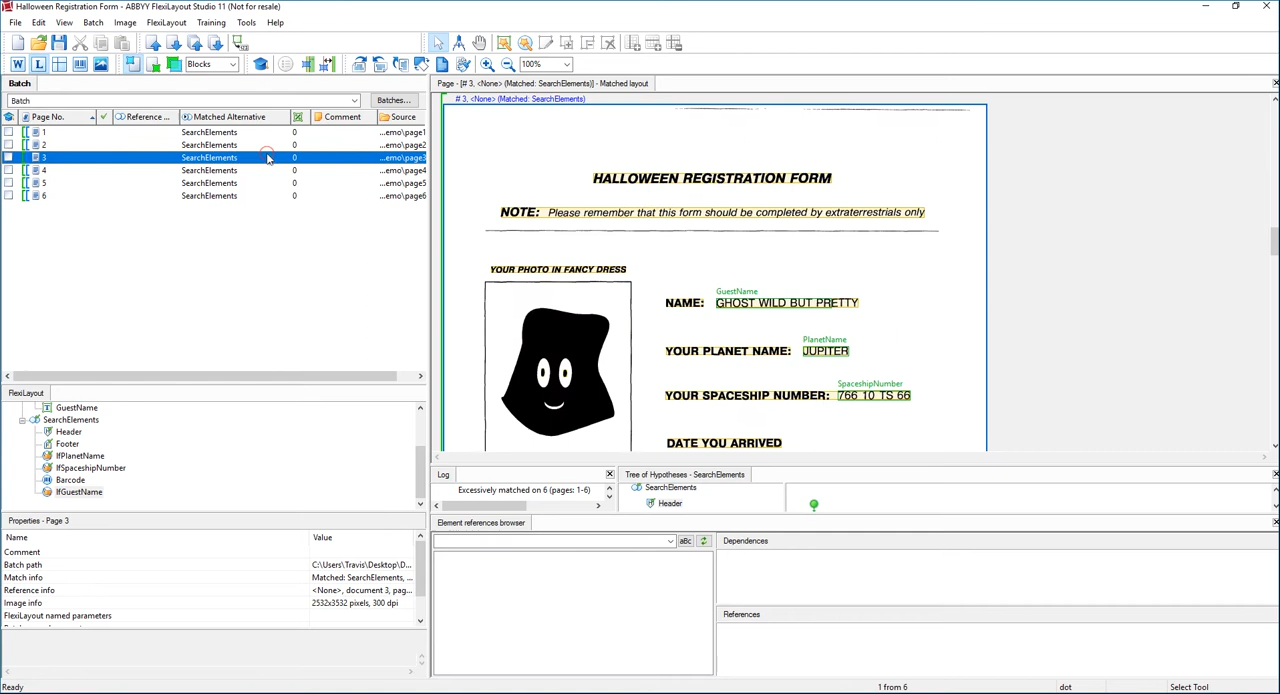 Halloween Registration Form - ABBYY FlexiLayout Studio 11 (Not for resale)
File Edit View Batch Image FlexiLayout Training Tools Help
Blocks
100%
Batch
Page - [# 3, <None> (Matched: SearchElements)] - Matched layout
Batch
Batches...
# 3, <None> (Matched: SearchElements)
Page No. Reference ... Matched Alternative Comment Source
1 SearchElements 0 ...emo\page1
2 SearchElements 0 ...emo\page2
3 SearchElements 0 ...emo\page3
4 SearchElements 0 ...emo\page4
5 SearchElements 0 ...emo\page5
6 SearchElements 0 ...emo\page6
HALLOWEEN REGISTRATION FORM
NOTE: Please remember that this form should be completed by extraterrestrials only
YOUR PHOTO IN FANCY DRESS
GuestName
NAME: GHOST WILD BUT PRETTY
PlanetName
YOUR PLANET NAME: JUPITER
SpaceshipNumber
YOUR SPACESHIP NUMBER: 766 10 TS 66
DATE YOU ARRIVED
FlexiLayout
GuestName
SearchElements
Header
Footer
IfPlanetName
IfSpaceshipNumber
Barcode
IfGuestName
Log
Excessively matched on 6 (pages: 1-6)
Tree of Hypotheses - SearchElements
SearchElements
Header
Properties - Page 3
Name Value
Comment
Batch path C:\Users\Travis\Desktop\D...
Match info Matched: SearchElements, ...
Reference info <None>, document 3, pag...
Image info 2532x3532 pixels, 300 dpi
FlexiLayout named parameters
Element references browser
aBc
Dependences
References
Ready
1 from 6
dot
Select Tool